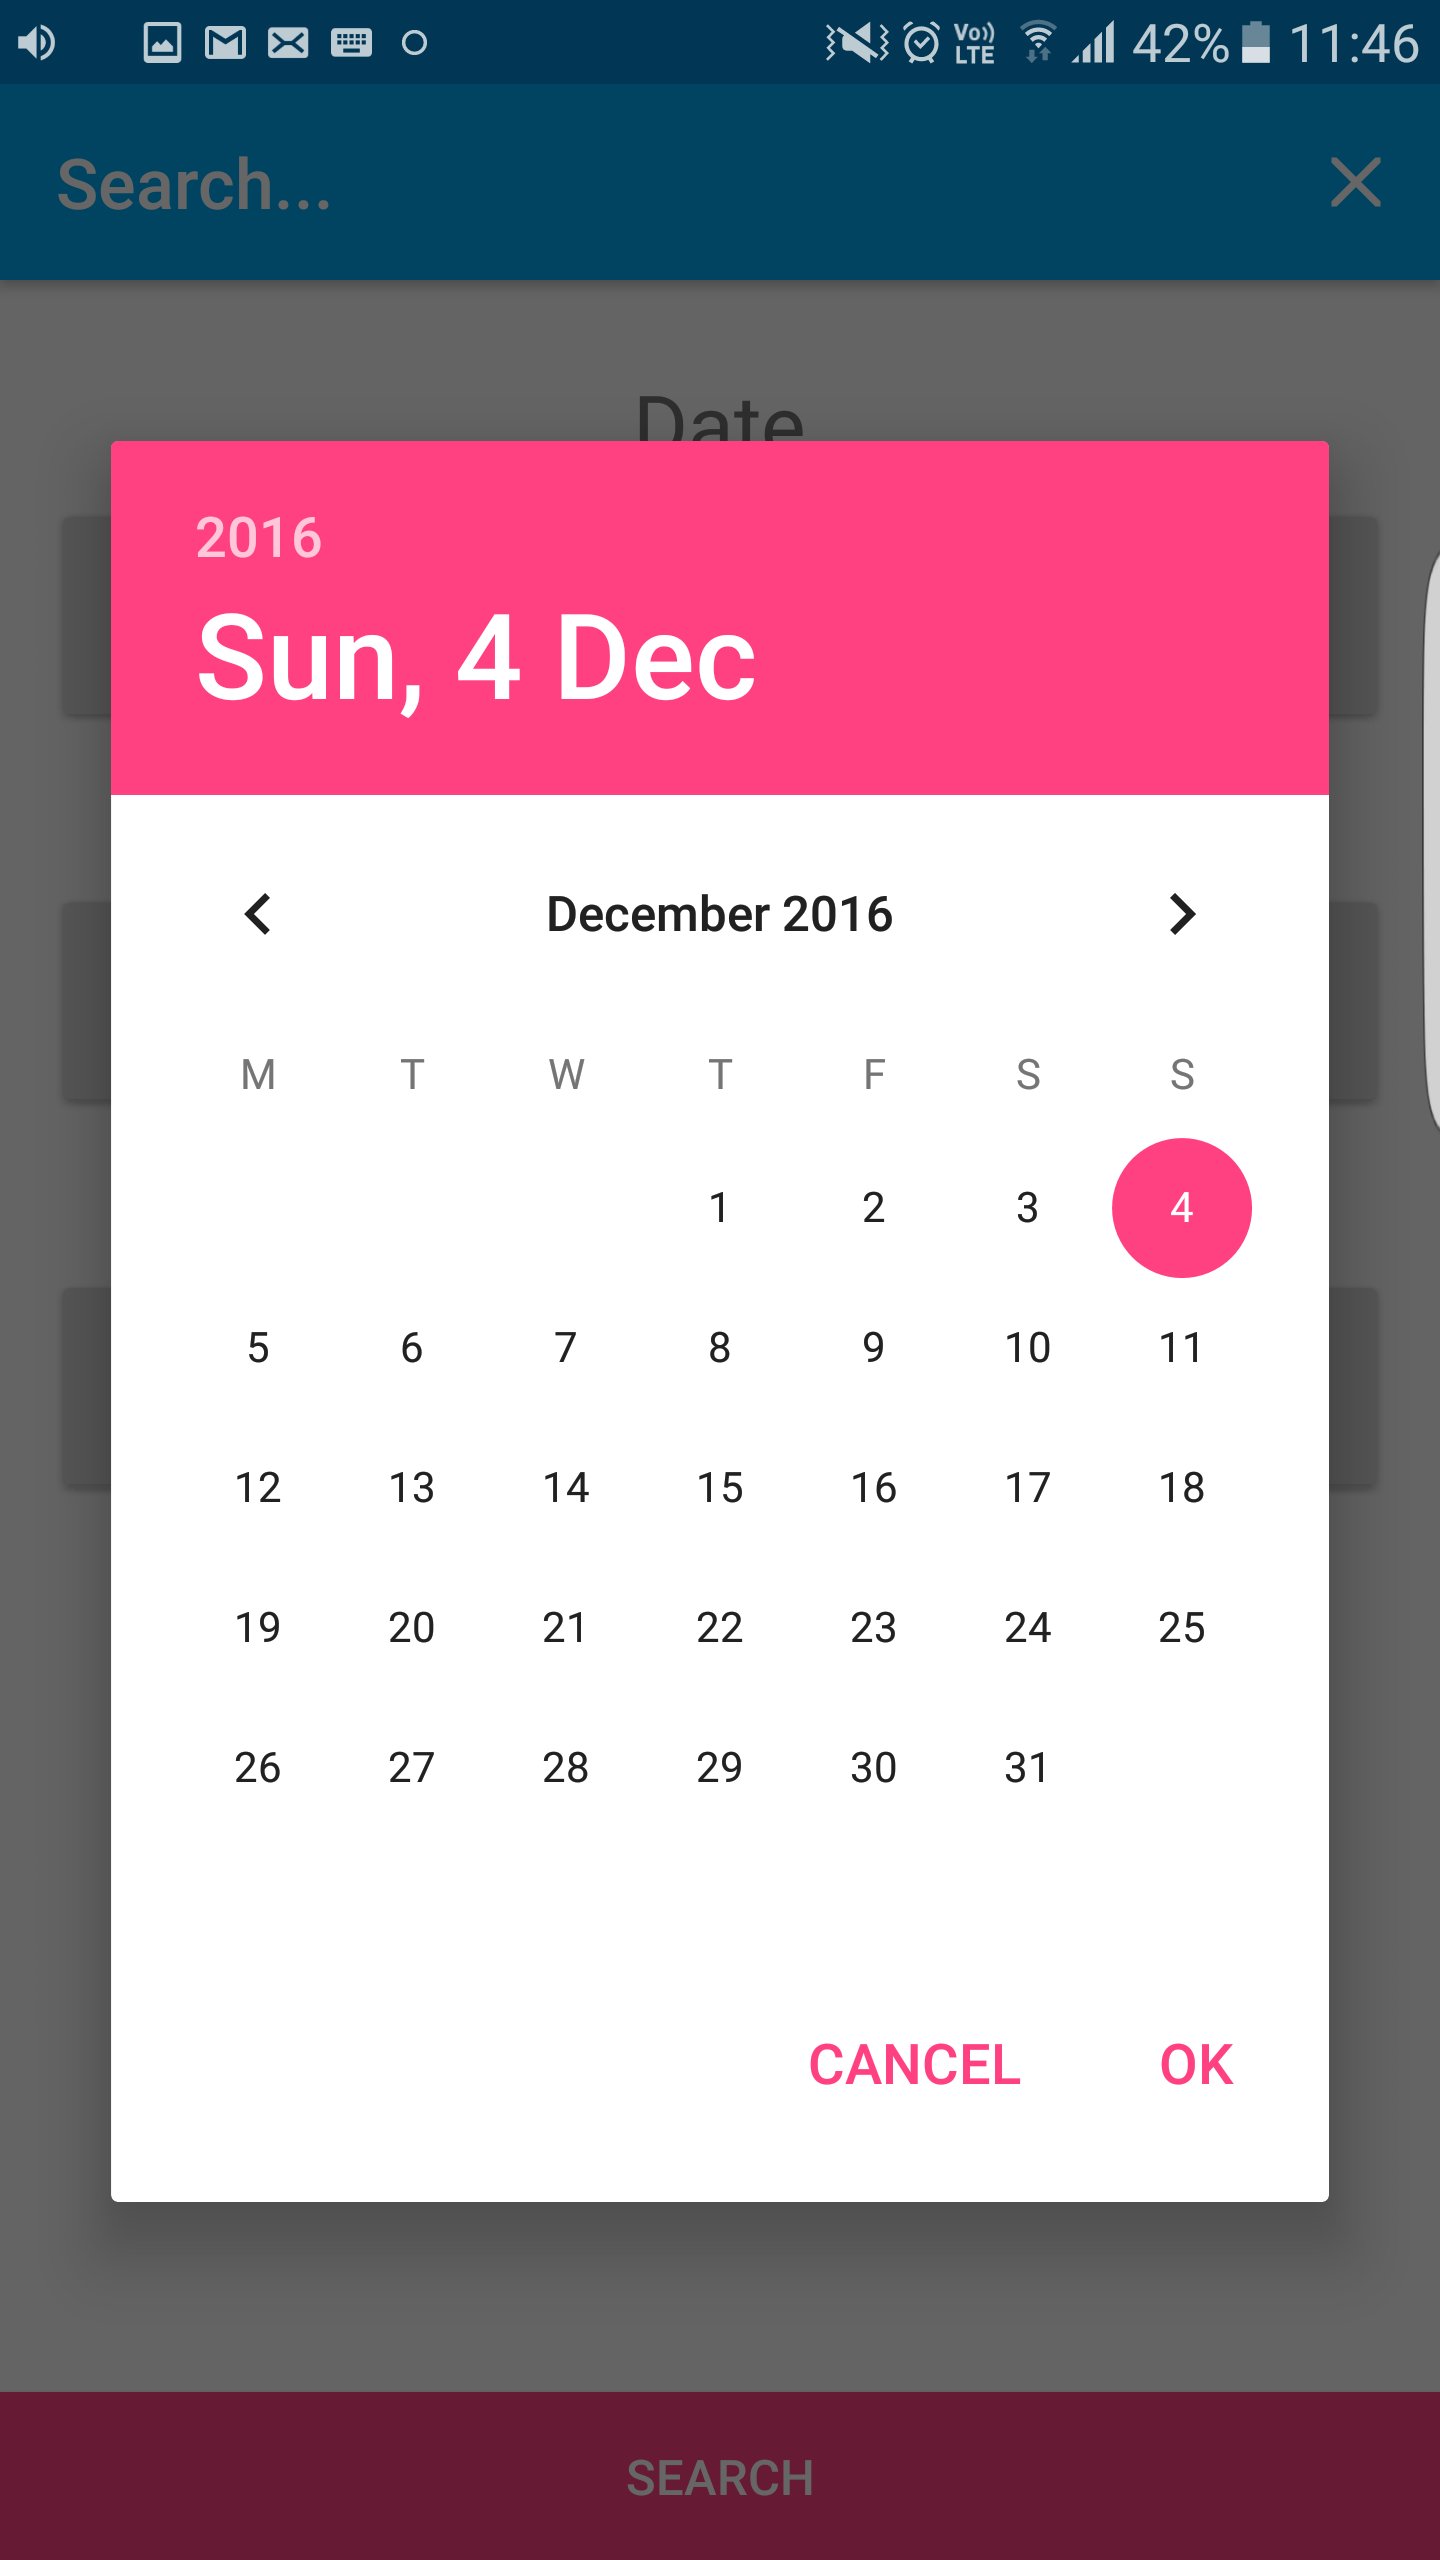 Vo)) LTE 42% 11:46
Search...
Date
2016
Sun, 4 Dec
December 2016
M T W T F S S
1 2 3 4
5 6 7 8 9 10 11
12 13 14 15 16 17 18
19 20 21 22 23 24 25
26 27 28 29 30 31
CANCEL OK
SEARCH